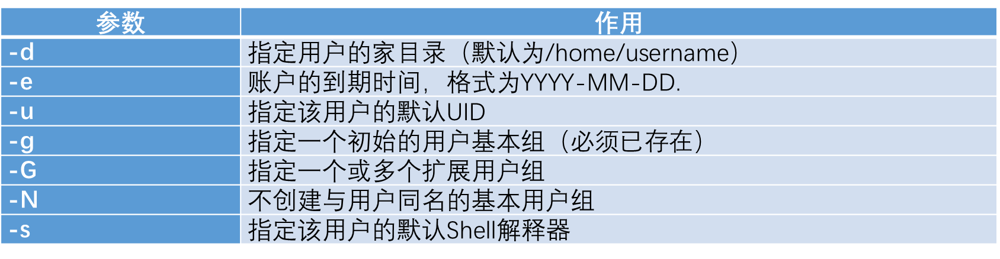 参数 作用
-d 指定用户的家目录（默认为/home/username）
-e 账户的到期时间，格式为YYYY-MM-DD.
-u 指定该用户的默认UID
-g 指定一个初始的用户基本组（必须已存在）
-G 指定一个或多个扩展用户组
-N 不创建与用户同名的基本用户组
-s 指定该用户的默认Shell解释器